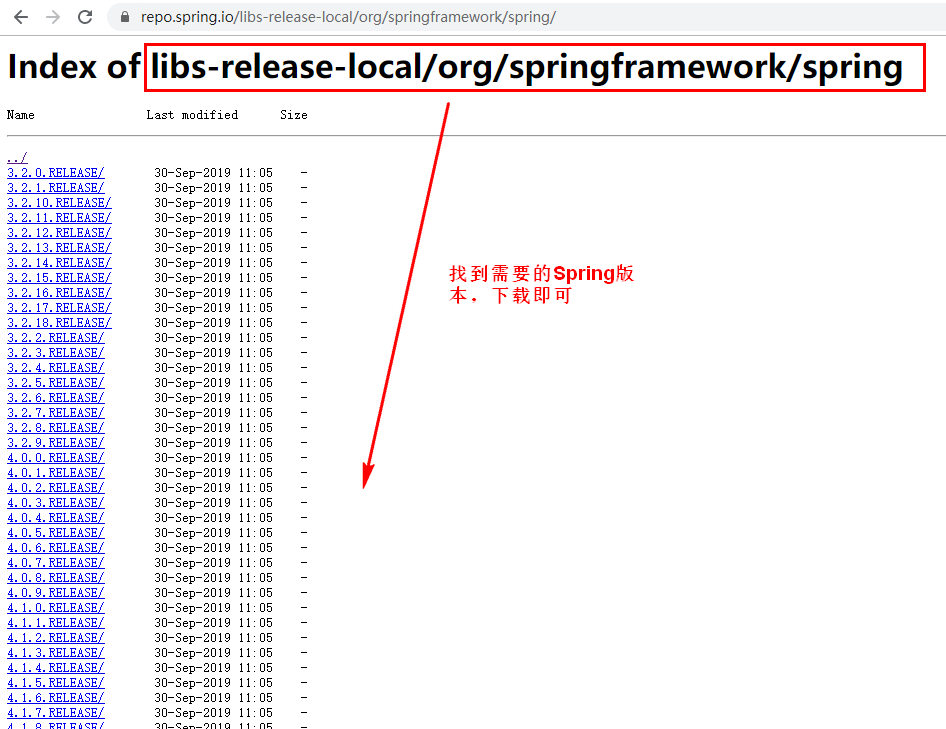 repo.spring.io/libs-release-local/org/springframework/spring/
Index of libs-release-local/org/springframework/spring
Name Last modified Size
../
3.2.0.RELEASE/ 30-Sep-2019 11:05 -
3.2.1.RELEASE/ 30-Sep-2019 11:05 -
3.2.10.RELEASE/ 30-Sep-2019 11:05 -
3.2.11.RELEASE/ 30-Sep-2019 11:05 -
3.2.12.RELEASE/ 30-Sep-2019 11:05 -
3.2.13.RELEASE/ 30-Sep-2019 11:05 -
3.2.14.RELEASE/ 30-Sep-2019 11:05 -
3.2.15.RELEASE/ 30-Sep-2019 11:05 -
3.2.16.RELEASE/ 30-Sep-2019 11:05 -
3.2.17.RELEASE/ 30-Sep-2019 11:05 -
3.2.18.RELEASE/ 30-Sep-2019 11:05 -
3.2.2.RELEASE/ 30-Sep-2019 11:05 -
3.2.3.RELEASE/ 30-Sep-2019 11:05 -
3.2.4.RELEASE/ 30-Sep-2019 11:05 -
3.2.5.RELEASE/ 30-Sep-2019 11:05 -
3.2.6.RELEASE/ 30-Sep-2019 11:05 -
3.2.7.RELEASE/ 30-Sep-2019 11:05 -
3.2.8.RELEASE/ 30-Sep-2019 11:05 -
3.2.9.RELEASE/ 30-Sep-2019 11:05 -
4.0.0.RELEASE/ 30-Sep-2019 11:05 -
4.0.1.RELEASE/ 30-Sep-2019 11:05 -
4.0.2.RELEASE/ 30-Sep-2019 11:05 -
4.0.3.RELEASE/ 30-Sep-2019 11:05 -
4.0.4.RELEASE/ 30-Sep-2019 11:05 -
4.0.5.RELEASE/ 30-Sep-2019 11:05 -
4.0.6.RELEASE/ 30-Sep-2019 11:05 -
4.0.7.RELEASE/ 30-Sep-2019 11:05 -
4.0.8.RELEASE/ 30-Sep-2019 11:05 -
4.0.9.RELEASE/ 30-Sep-2019 11:05 -
4.1.0.RELEASE/ 30-Sep-2019 11:05 -
4.1.1.RELEASE/ 30-Sep-2019 11:05 -
4.1.2.RELEASE/ 30-Sep-2019 11:05 -
4.1.3.RELEASE/ 30-Sep-2019 11:05 -
4.1.4.RELEASE/ 30-Sep-2019 11:05 -
4.1.5.RELEASE/ 30-Sep-2019 11:05 -
4.1.6.RELEASE/ 30-Sep-2019 11:05 -
4.1.7.RELEASE/ 30-Sep-2019 11:05 -
4.1.8.RELEASE/ 30-Sep-2019 11:05 -
找到需要的Spring版
本，下载即可